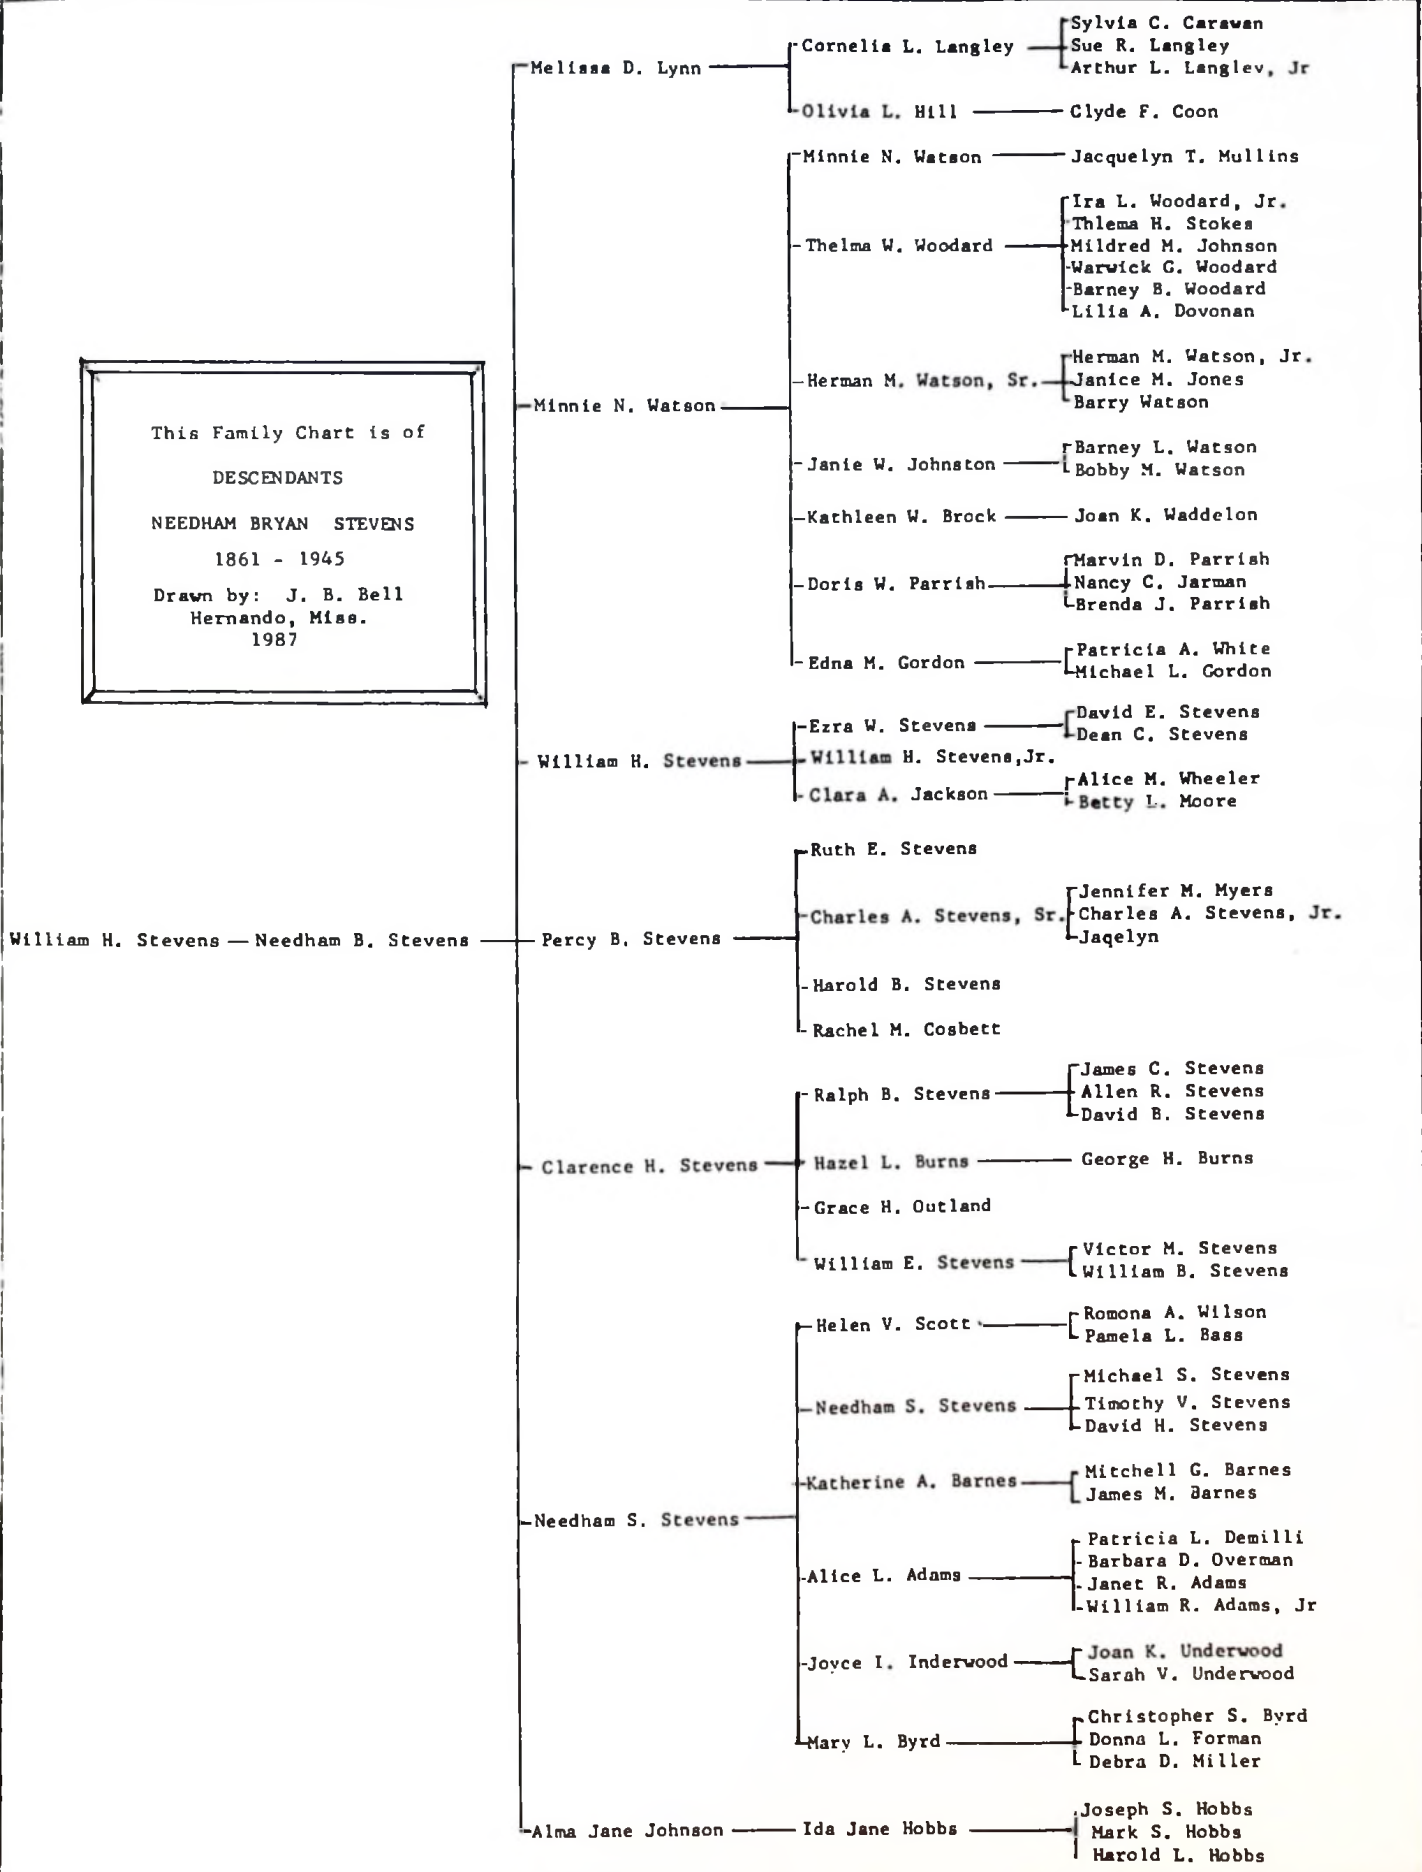 Sylvia C. Carawan
Cornelia L. Langley
Sue R. Langley
Melissa D. Lynn
Arthur L. Langley, Jr
Olivia L. Hill
Clyde F. Coon
Minnie N. Watson
Jacquelyn T. Mullins
Ira L. Woodard, Jr.
Thlema H. Stokes
Thelma W. Woodard
Mildred M. Johnson
Warwick G. Woodard
Barney B. Woodard
Lilia A. Dovonan
Herman M. Watson, Jr.
Herman M. Watson, Sr.
Janice M. Jones
Barry Watson
Minnie N. Watson
This Family Chart is of
DESCENDANTS
NEEDHAM BRYAN STEVENS
1861 - 1945
Drawn by: J. B. Bell
Hernando, Miss.
1987
Barney L. Watson
Janie W. Johnston
Bobby M. Watson
Kathleen W. Brock
Joan K. Waddelon
Marvin D. Parrish
Doris W. Parrish
Nancy C. Jarman
Brenda J. Parrish
Patricia A. White
Edna M. Gordon
Michael L. Gordon
David E. Stevens
Ezra W. Stevens
Dean C. Stevens
William H. Stevens
William H. Stevens,Jr.
Alice M. Wheeler
Clara A. Jackson
Betty L. Moore
Ruth E. Stevens
Jennifer M. Myers
Charles A. Stevens, Sr.
Charles A. Stevens, Jr.
Jaqelyn
William H. Stevens
Needham B. Stevens
Percy B. Stevens
Harold B. Stevens
Rachel M. Cosbett
James C. Stevens
Ralph B. Stevens
Allen R. Stevens
David B. Stevens
Clarence H. Stevens
Hazel L. Burns
George H. Burns
Grace H. Outland
Victor M. Stevens
William E. Stevens
William B. Stevens
Romona A. Wilson
Helen V. Scott
Pamela L. Bass
Michael S. Stevens
Needham S. Stevens
Timothy V. Stevens
David H. Stevens
Mitchell G. Barnes
Katherine A. Barnes
James M. Barnes
Needham S. Stevens
Patricia L. Demilli
Barbara D. Overman
Alice L. Adams
Janet R. Adams
William R. Adams, Jr
Joan K. Underwood
Joyce I. Inderwood
Sarah V. Underwood
Christopher S. Byrd
Mary L. Byrd
Donna L. Forman
Debra D. Miller
Joseph S. Hobbs
Alma Jane Johnson
Ida Jane Hobbs
Mark S. Hobbs
Harold L. Hobbs